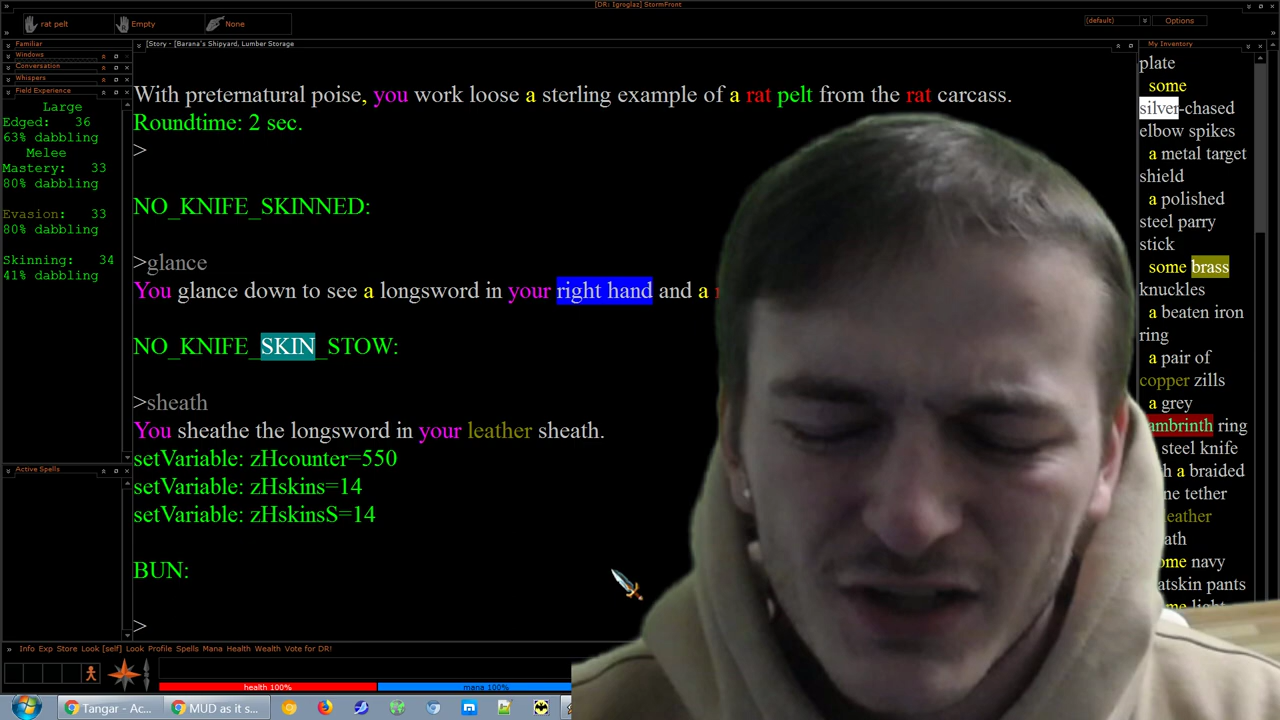 [DR: Igroglaz] StormFront
rat pelt
Empty
None
(default)
Options
Familiar
Windows
Conversation
Whispers
Field Experience
Large
Edged: 36
63% dabbling
Melee
Mastery: 33
80% dabbling
Evasion: 33
80% dabbling
Skinning: 34
41% dabbling
Active Spells
[Story - [Barana's Shipyard, Lumber Storage
With preternatural poise, you work loose a sterling example of a rat pelt from the rat carcass.
Roundtime: 2 sec.
>
NO_KNIFE_SKINNED:
>glance
You glance down to see a longsword in your right hand and a
NO_KNIFE_SKIN_STOW:
>sheath
You sheathe the longsword in your leather sheath.
setVariable: zHcounter=550
setVariable: zHskins=14
setVariable: zHskinsS=14
BUN:
>
My Inventory
plate
some
silver-chased
elbow spikes
a metal target
shield
a polished
steel parry
stick
some brass
knuckles
a beaten iron
ring
a pair of
copper zills
a grey
ambrinth ring
steel knife
a braided
tether
navy
pants
light
Info Exp Store Look [self] Look Profile Spells Mana Health Wealth Vote for DR!
health 100%
mana 100%
Tangar - Ac...
MUD as it s...